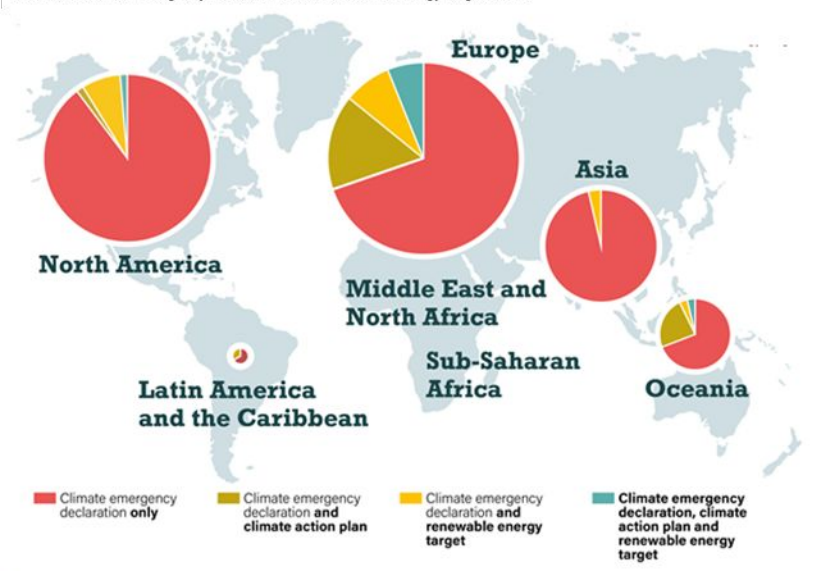 Europe
Asia
North America
Middle East and
North Africa
Sub-Saharan
Africa
Latin America
and the Caribbean
Oceania
Climate emergency
declaration only
Climate emergency
declaration and
climate action plan
Climate emergency
declaration and
renewable energy
target
Climate emergency
declaration, climate
action plan and
renewable energy
target